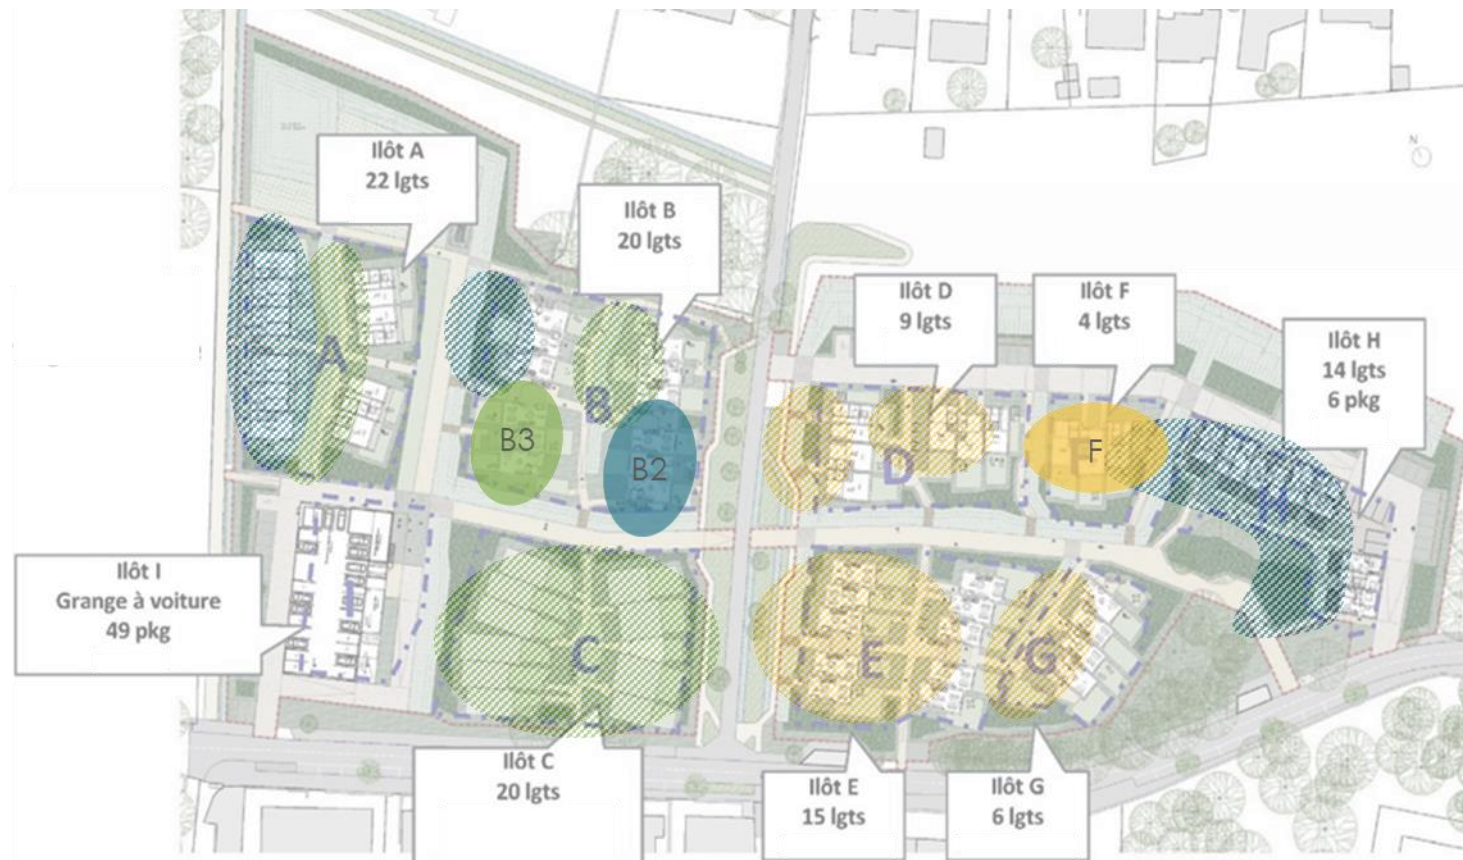 Ilôt A
22 lgts
Ilôt B
20 lgts
Ilôt D
9 lgts
Ilôt F
4 lgts
Ilôt H
14 lgts
6 pkg
N
A
B
B3
B2
D
F
F
H
Ilôt I
Grange à voiture
49 pkg
C
E
G
Ilôt C
20 lgts
Ilôt E
15 lgts
Ilôt G
6 lgts